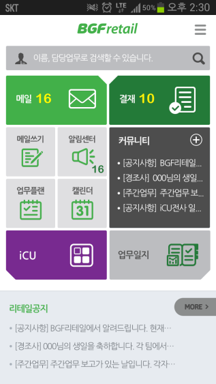 SKT LTE 50% 오후 2:30
BGFretail
이름, 담당업무로 검색할 수 있습니다.
메일 16
결재 10
메일쓰기
알림센터
16
커뮤니티
[공지사항] BGF리테일...
[경조사] 000님의 생일...
[주간업무] 주간업무 보...
[공지사항] iCU전사 일...
업무플랜
캘린더
31
iCU
업무일지
리테일공지
MORE >
[공지사항] BGF리테일에서 알려드립니다. 현재···
[경조사] 000님의 생일을 축하합니다. 각 팀에서···
[주간업무] 주간업무 보고가 있는 날입니다. 각자···